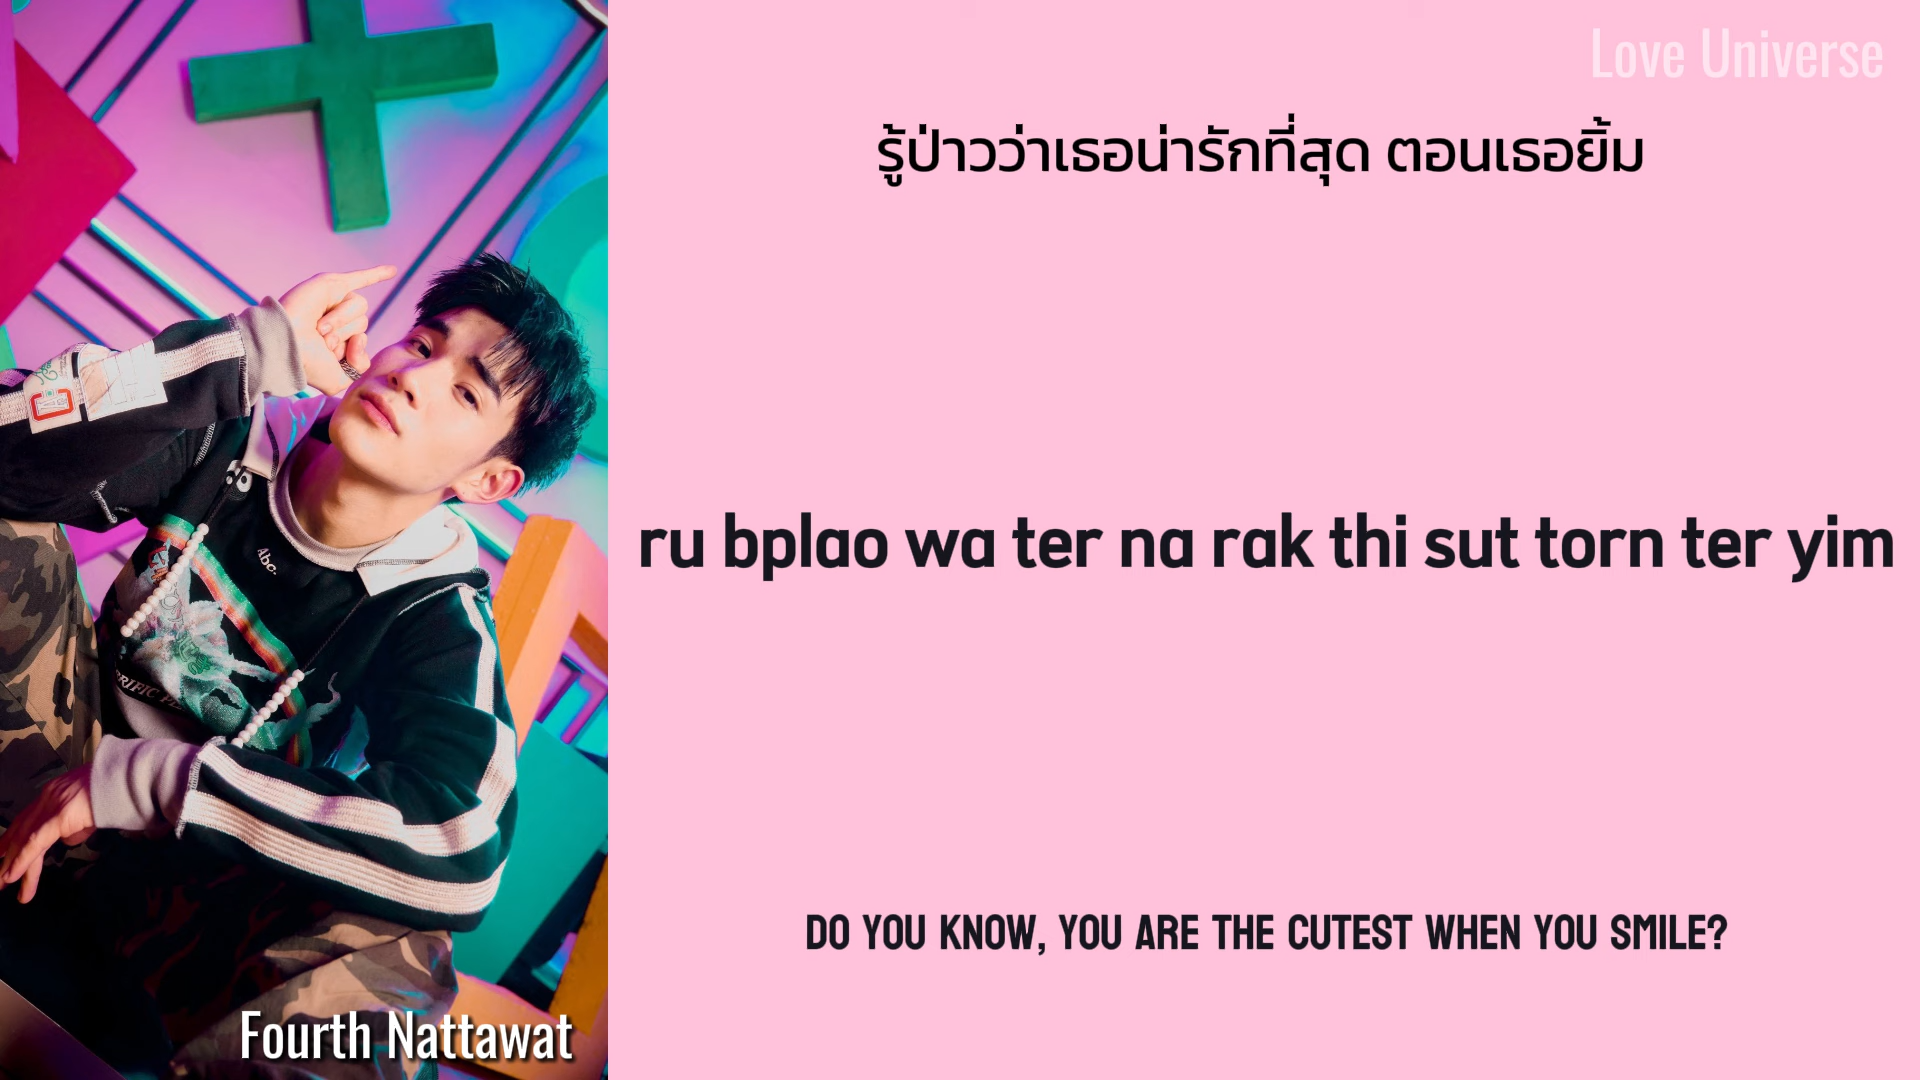 Love Universe
รู้ป่าวว่าเธอน่ารักที่สุด ตอนเธอยิ้ม
ru bplao wa ter na rak thi sut torn ter yim
DO YOU KNOW, YOU ARE THE CUTEST WHEN YOU SMILE?
Abc.
Fourth Nattawat